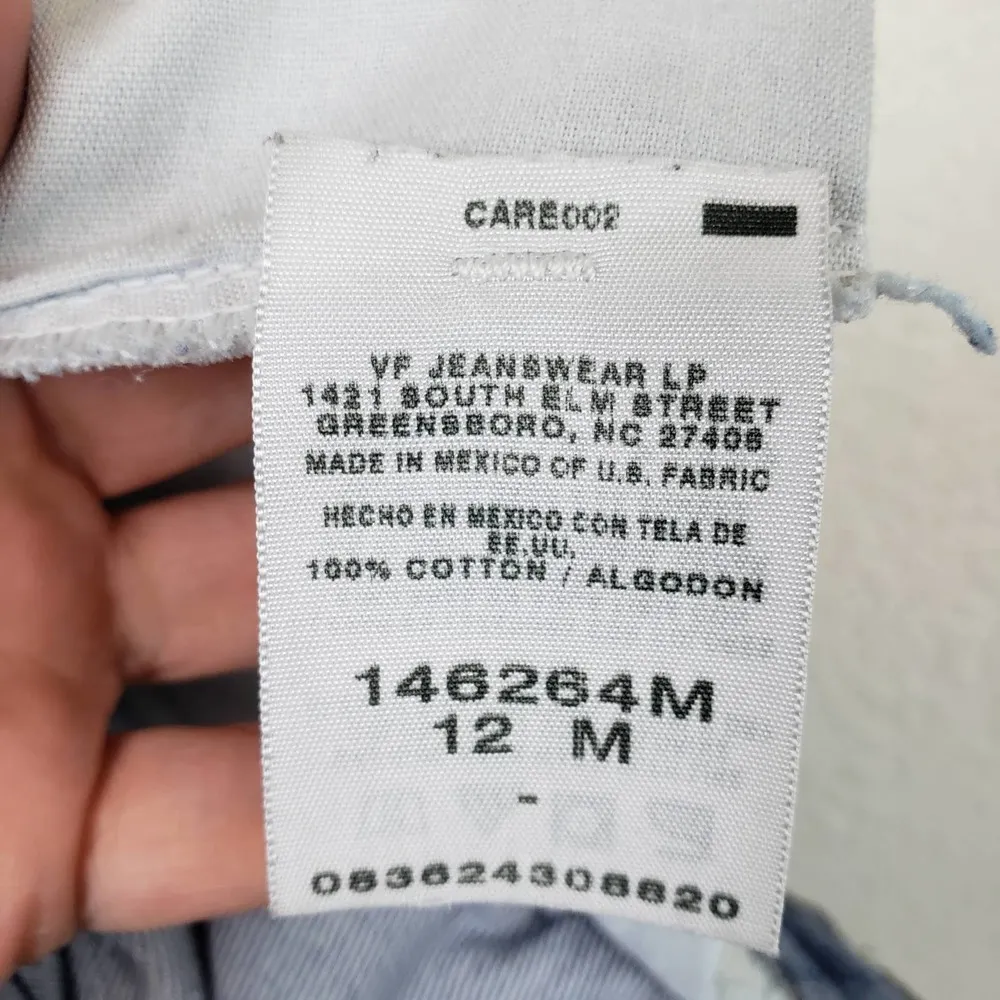 CARE002
VF JEANSWEAR LP
1421 SOUTH ELM STREET
GREENSBORO, NC 27406
MADE IN MEXICO OF U.S. FABRIC
HECHO EN MEXICO CON TELA DE
EE.UU.
100% COTTON / ALGODON
146264M
12 M
-
083624308820